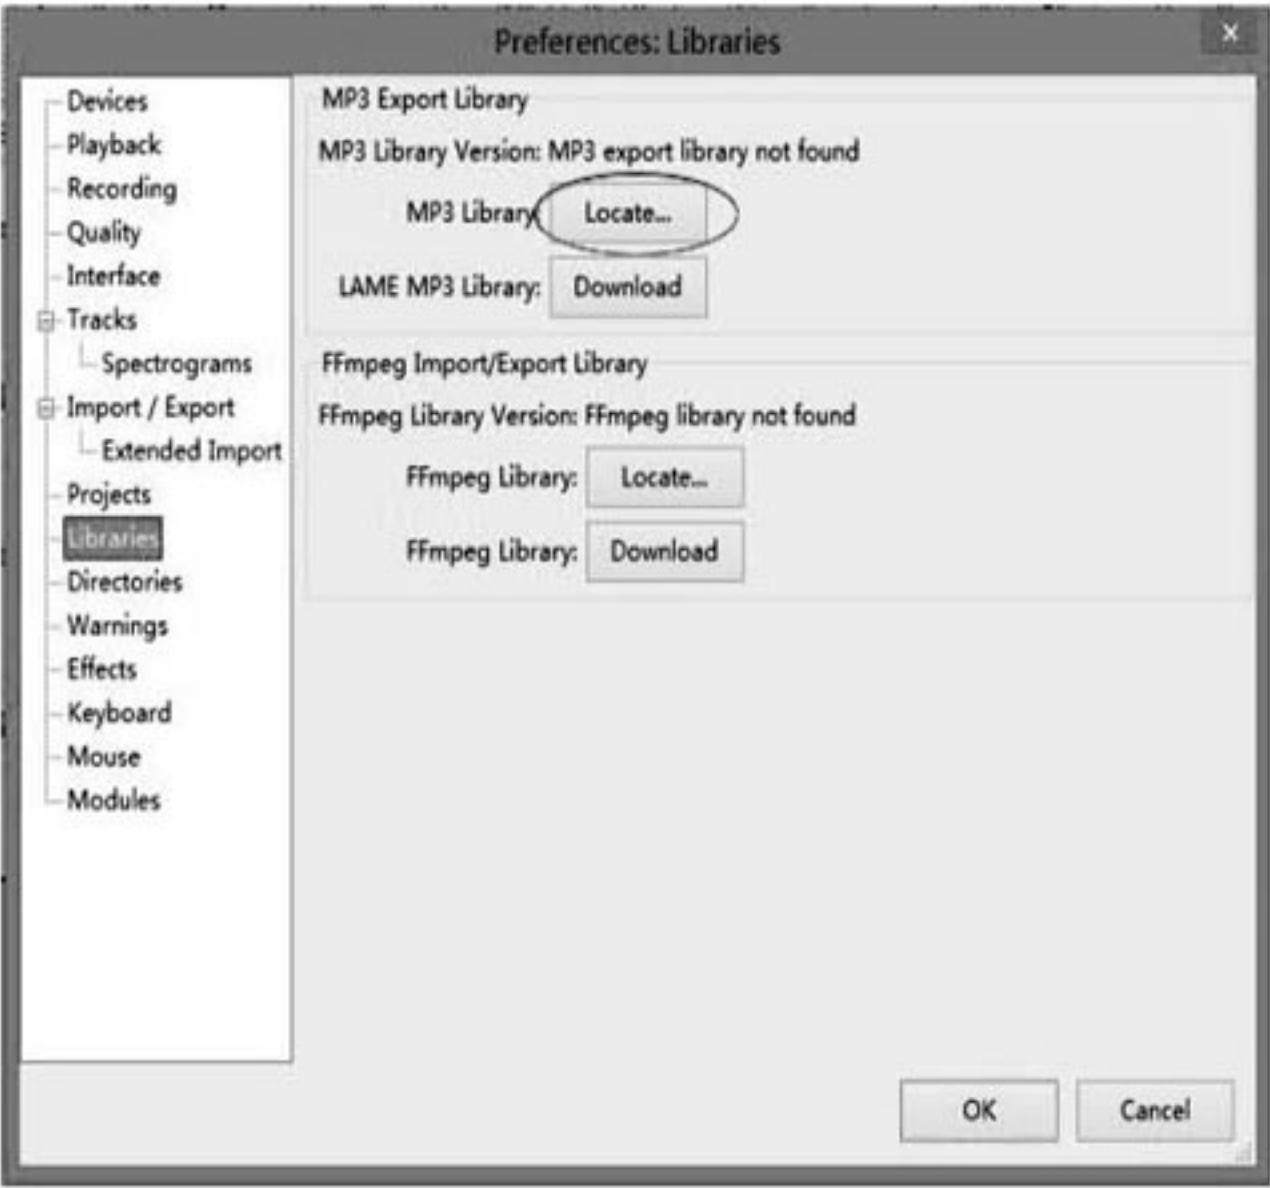 Preferences: Libraries
x
Devices
Playback
Recording
Quality
Interface
Tracks
Spectrograms
Import / Export
Extended Import
Projects
Libraries
Directories
Warnings
Effects
Keyboard
Mouse
Modules
MP3 Export Library
MP3 Library Version: MP3 export library not found
MP3 Library Locate...
LAME MP3 Library: Download
FFmpeg Import/Export Library
FFmpeg Library Version: FFmpeg library not found
FFmpeg Library: Locate...
FFmpeg Library: Download
OK Cancel